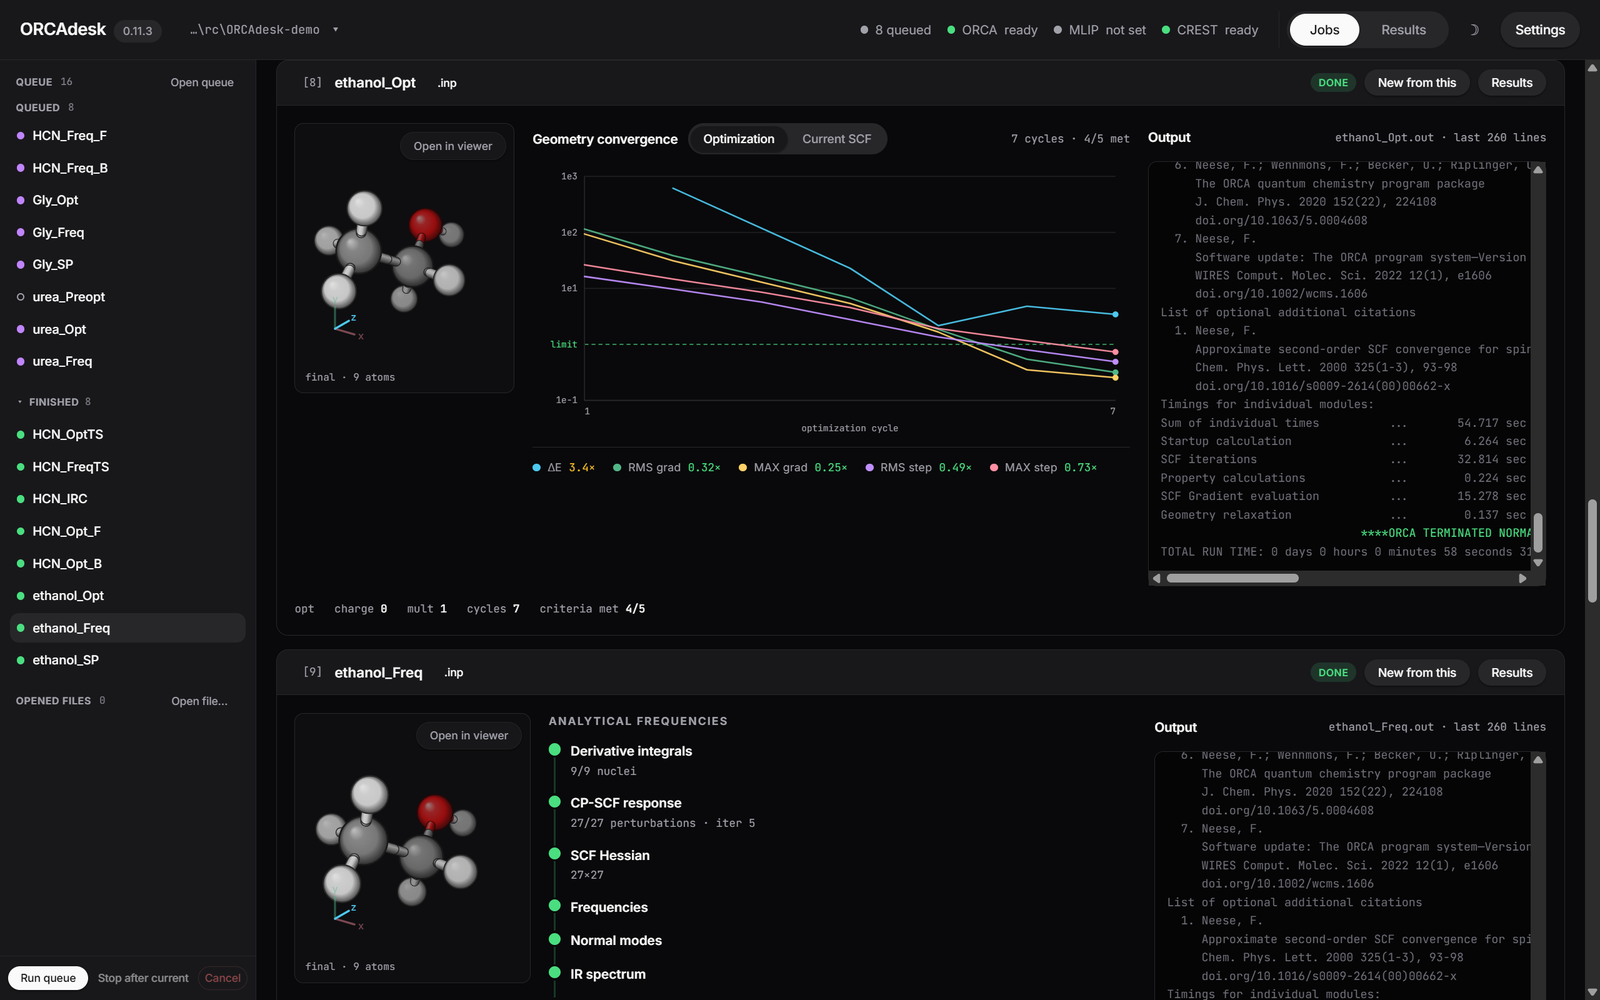 ORCAdesk 0.11.3 …\rc\ORCAdesk-demo ▾
8 queued ORCA ready MLIP not set CREST ready Jobs Results Settings
QUEUE 16 Open queue
QUEUED 8
HCN_Freq_F
HCN_Freq_B
Gly_Opt
Gly_Freq
Gly_SP
urea_Preopt
urea_Opt
urea_Freq
FINISHED 8
HCN_OptTS
HCN_FreqTS
HCN_IRC
HCN_Opt_F
HCN_Opt_B
ethanol_Opt
ethanol_Freq
ethanol_SP
OPENED FILES 0 Open file...
Run queue Stop after current Cancel
[8] ethanol_Opt .inp DONE New from this Results
Open in viewer
z
x
final · 9 atoms
Geometry convergence Optimization Current SCF 7 cycles · 4/5 met
1e3
1e2
1e1
limit
1e-1
1 7
optimization cycle
ΔE 3.4× RMS grad 0.32× MAX grad 0.25× RMS step 0.49× MAX step 0.73×
Output ethanol_Opt.out · last 260 lines
6. Neese, F.; Wennmohs, F.; Becker, U.; Riplinger,
The ORCA quantum chemistry program package
J. Chem. Phys. 2020 152(22), 224108
doi.org/10.1063/5.0004608
7. Neese, F.
Software update: The ORCA program system—Version
WIRES Comput. Molec. Sci. 2022 12(1), e1606
doi.org/10.1002/wcms.1606
List of optional additional citations
1. Neese, F.
Approximate second-order SCF convergence for spin
Chem. Phys. Lett. 2000 325(1-3), 93-98
doi.org/10.1016/s0009-2614(00)00662-x
Timings for individual modules:
Sum of individual times ... 54.717 sec
Startup calculation ... 6.264 sec
SCF iterations ... 32.814 sec
Property calculations ... 0.224 sec
SCF Gradient evaluation ... 15.278 sec
Geometry relaxation ... 0.137 sec
****ORCA TERMINATED NORMA
TOTAL RUN TIME: 0 days 0 hours 0 minutes 58 seconds 31
opt charge 0 mult 1 cycles 7 criteria met 4/5
[9] ethanol_Freq .inp DONE New from this Results
Open in viewer
z
x
final · 9 atoms
ANALYTICAL FREQUENCIES
Derivative integrals
9/9 nuclei
CP-SCF response
27/27 perturbations · iter 5
SCF Hessian
27×27
Frequencies
Normal modes
IR spectrum
Output ethanol_Freq.out · last 260 lines
6. Neese, F.; Wennmohs, F.; Becker, U.; Riplinger,
The ORCA quantum chemistry program package
J. Chem. Phys. 2020 152(22), 224108
doi.org/10.1063/5.0004608
7. Neese, F.
Software update: The ORCA program system—Version
WIRES Comput. Molec. Sci. 2022 12(1), e1606
doi.org/10.1002/wcms.1606
List of optional additional citations
1. Neese, F.
Approximate second-order SCF convergence for spi
Chem. Phys. Lett. 2000 325(1-3), 93-98
doi.org/10.1016/s0009-2614(00)00662-x
Timings for individual modules: